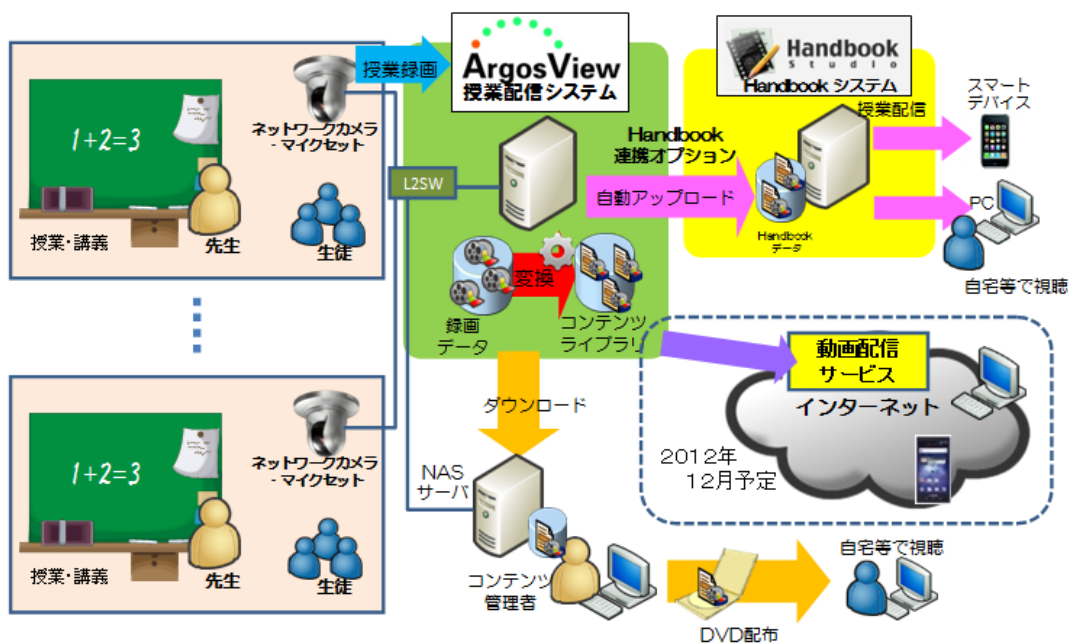 1+2=3
授業・講義
先生
生徒
ネットワークカメラ
・マイクセット
授業録画
ArgosView
授業配信システム
L2SW
Handbook
連携オプション
自動アップロード
録画
データ
変換
コンテンツ
ライブラリ
Handbook
Studio
Handbook システム
授業配信
Handbook
データ
スマート
デバイス
PC
自宅等で視聴
動画配信
サービス
インターネット
2012年
12月予定
1+2=3
授業・講義
先生
生徒
ネットワークカメラ
・マイクセット
ダウンロード
NAS
サーバ
コンテンツ
管理者
DVD配布
自宅等で視聴